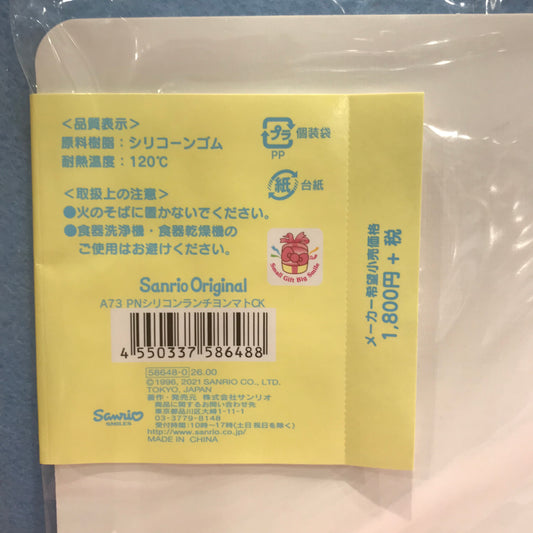 <品質表示>
原料樹脂:シリコーンゴム
耐熱温度:120℃
<取扱上の注意>
●火のそばに置かないでください。
●食器洗浄機・食器乾燥機の
ご使用はお避けください。
プラ 個装袋
PP
紙 台紙
Small Gift Big Smile
Sanrio Original
A73 PNシリコンランチヨンマトCK
4 550337 586488
58648-0 26.00
©1996, 2021 SANRIO CO., LTD.
TOKYO, JAPAN
著作・発売元 株式会社サンリオ
商品に関するお問い合わせ先
東京都品川区大崎1-11-1
03-3779-8148
受付時間:10時~17時(土日祝日を除く)
http://www.sanrio.co.jp/
MADE IN CHINA
Sanrio
SMILES
メーカー希望小売価格
1,800円+税